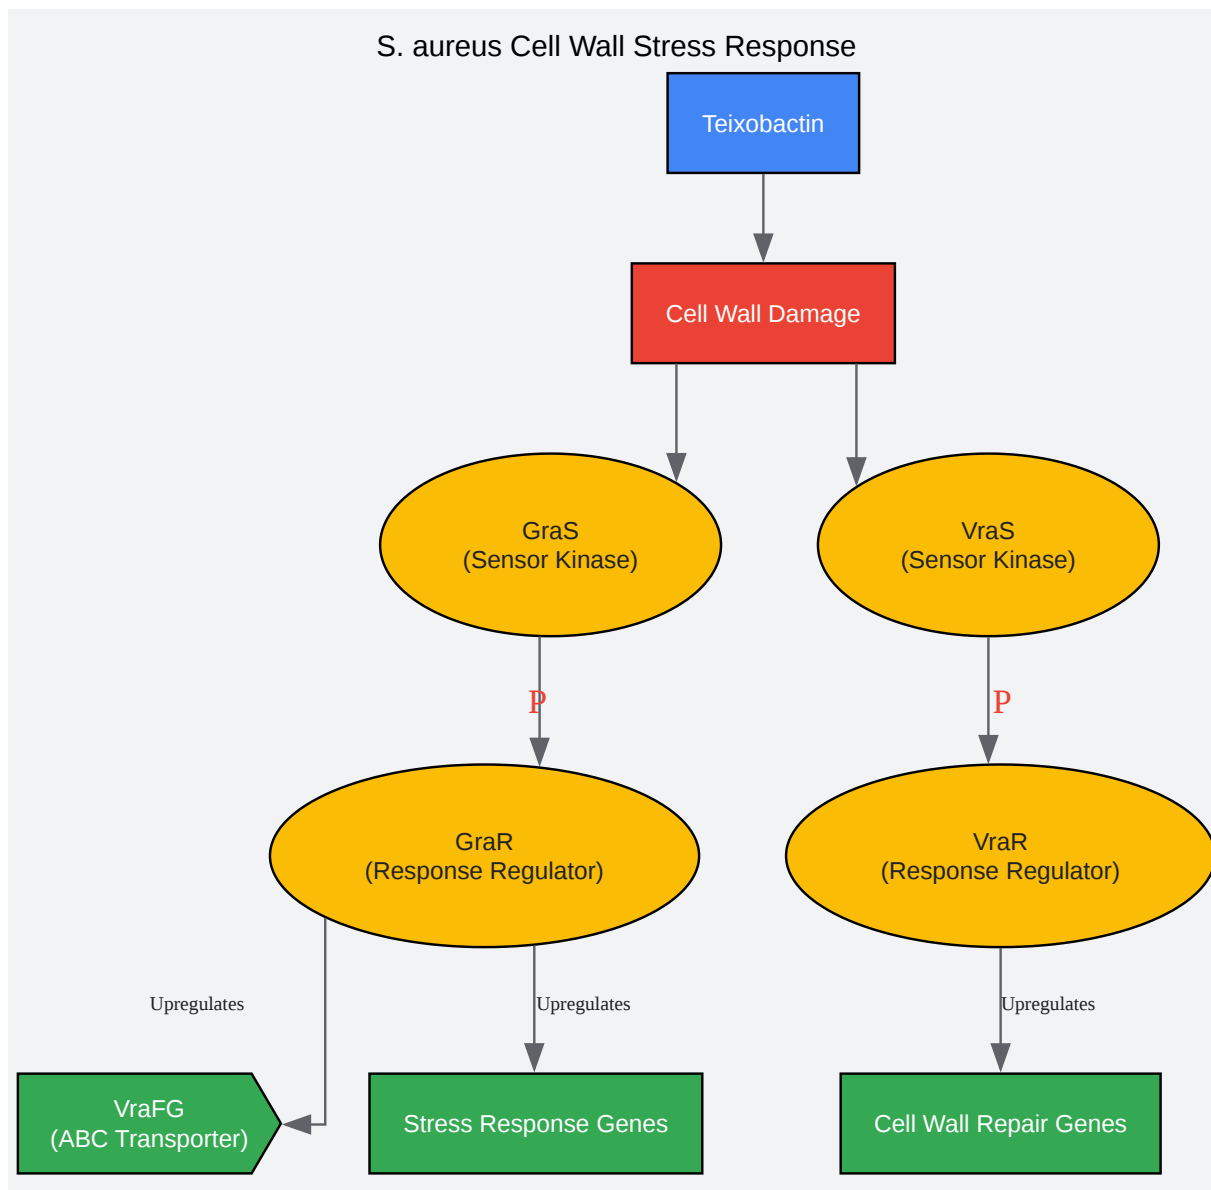 S. aureus Cell Wall Stress Response
Teixobactin
Cell Wall Damage
GraS
(Sensor Kinase)
VraS
(Sensor Kinase)
P
P
GraR
(Response Regulator)
VraR
(Response Regulator)
Upregulates
Upregulates
Upregulates
VraFG
(ABC Transporter)
Stress Response Genes
Cell Wall Repair Genes